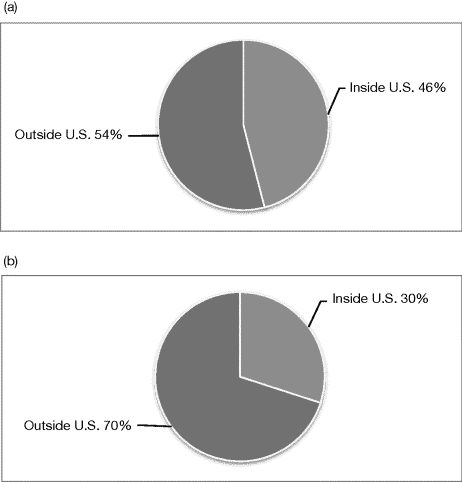 (a)
Inside U.S. 46%
Outside U.S. 54%
(b)
Inside U.S. 30%
Outside U.S. 70%